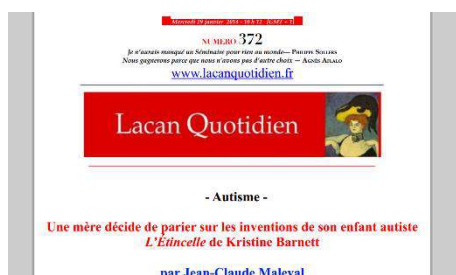 Mercredi 29 janvier 2014 - 10 h 12 [GMT + 1]
NUMERO 372
Je n'aurais manqué un Séminaire pour rien au monde— PHILIPPE SOLLERS
Nous gagnerons parce que nous n'avons pas d'autre choix — AGNÈS AFLALO
www.lacanquotidien.fr
Lacan Quotidien
- Autisme -
Une mère décide de parier sur les inventions de son enfant autiste
L'Étincelle de Kristine Barnett
par Jean-Claude Maleval